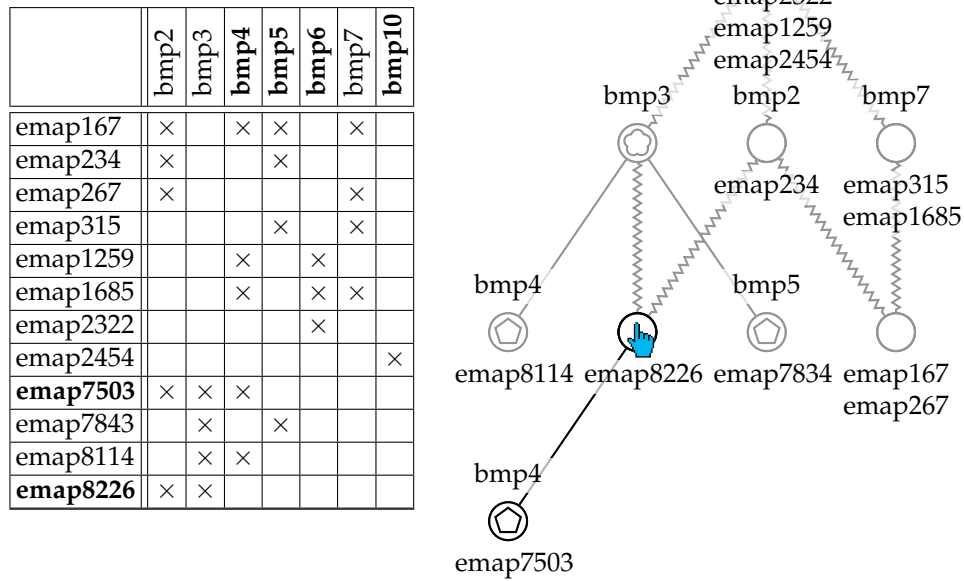 bmp2 bmp3 bmp4 bmp5 bmp6 bmp7 bmp10
emap167 × × × ×
emap234 × ×
emap267 × ×
emap315 × ×
emap1259 × ×
emap1685 × × ×
emap2322 ×
emap2454 ×
emap7503 × × ×
emap7843 × ×
emap8114 × ×
emap8226 × ×
emap2322
emap1259
emap2454
bmp3 bmp2 bmp7
emap234 emap315
emap1685
bmp4 bmp5
emap8114 emap8226 emap7834 emap167
emap267
bmp4
emap7503